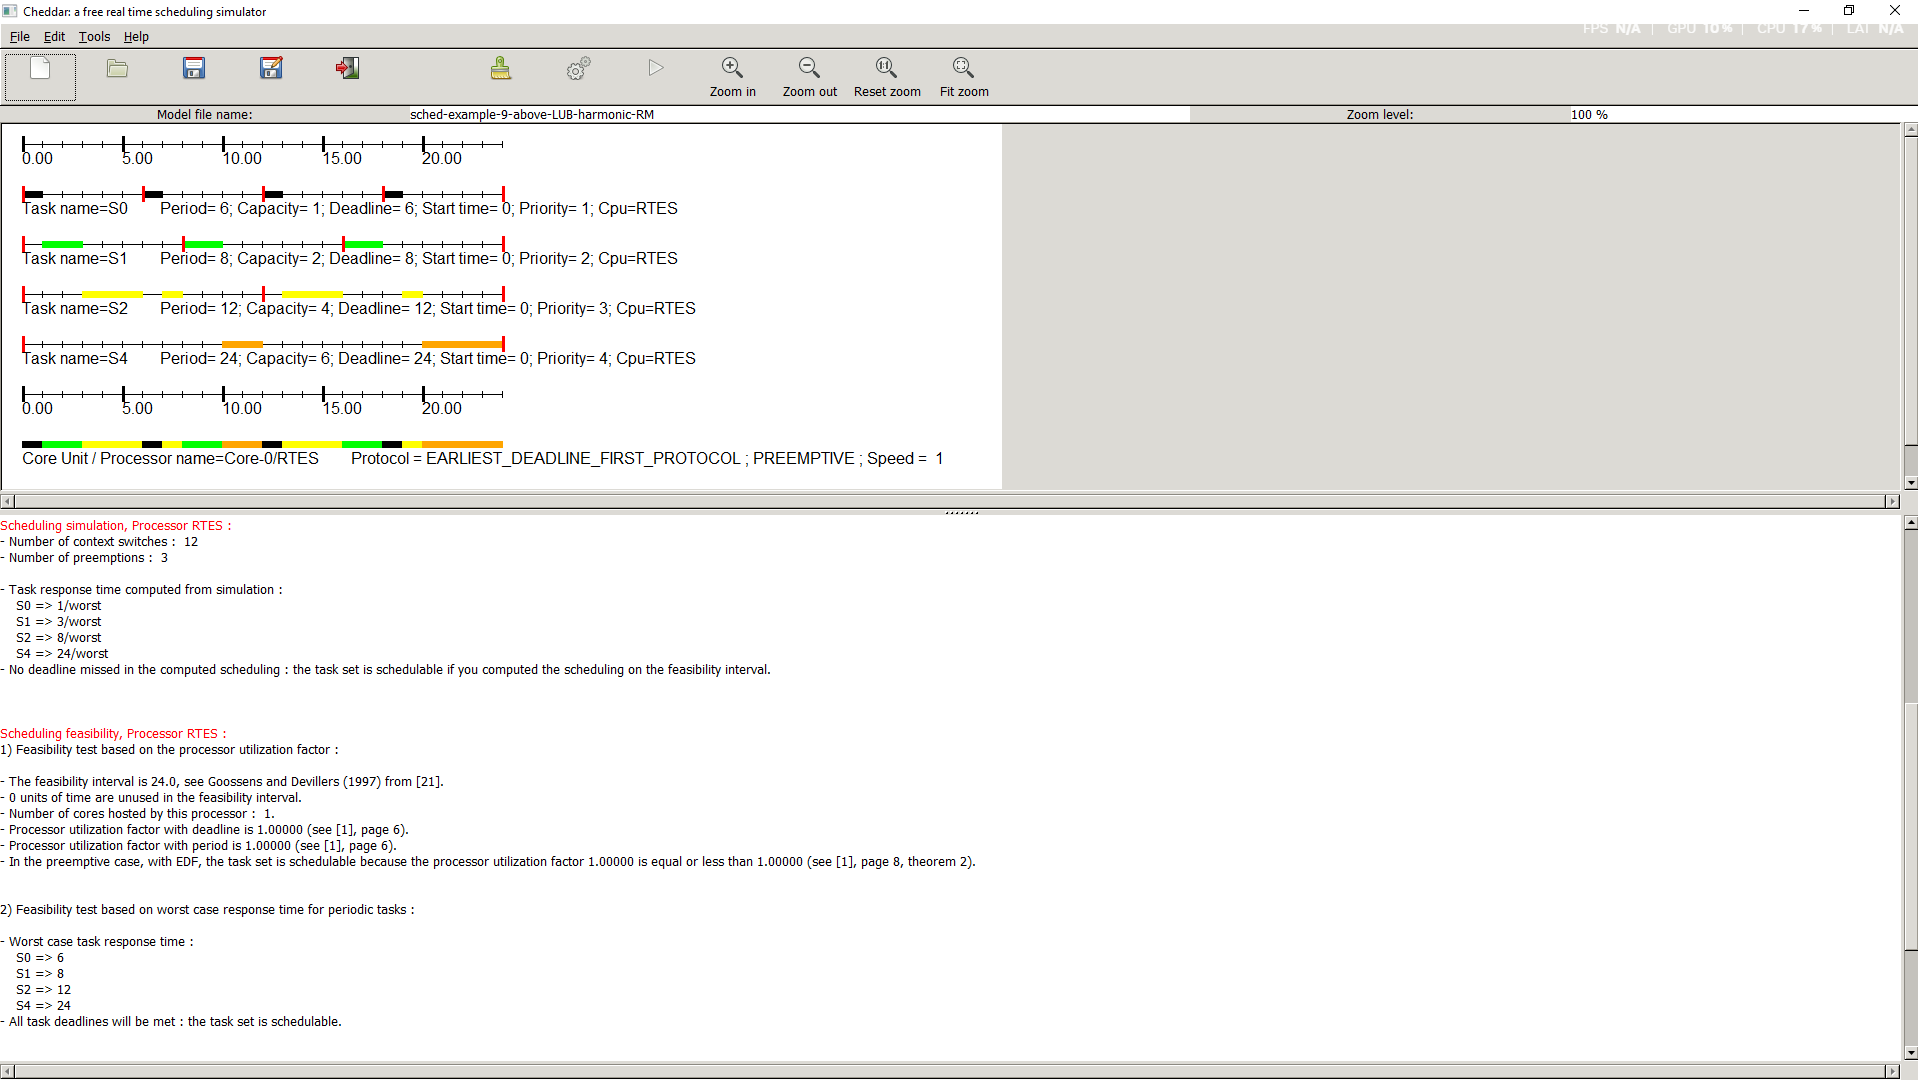 Cheddar: a free real time scheduling simulator
FPS N/A | GPU 10% | CPU 17% | LAT N/A
File Edit Tools Help
Zoom in Zoom out Reset zoom Fit zoom
Model file name: sched-example-9-above-LUB-harmonic-RM Zoom level: 100 %
0.00 5.00 10.00 15.00 20.00
Task name=S0 Period= 6; Capacity= 1; Deadline= 6; Start time= 0; Priority= 1; Cpu=RTES
Task name=S1 Period= 8; Capacity= 2; Deadline= 8; Start time= 0; Priority= 2; Cpu=RTES
Task name=S2 Period= 12; Capacity= 4; Deadline= 12; Start time= 0; Priority= 3; Cpu=RTES
Task name=S4 Period= 24; Capacity= 6; Deadline= 24; Start time= 0; Priority= 4; Cpu=RTES
0.00 5.00 10.00 15.00 20.00
Core Unit / Processor name=Core-0/RTES Protocol = EARLIEST_DEADLINE_FIRST_PROTOCOL ; PREEMPTIVE ; Speed = 1
Scheduling simulation, Processor RTES :
- Number of context switches : 12
- Number of preemptions : 3
- Task response time computed from simulation :
S0 => 1/worst
S1 => 3/worst
S2 => 8/worst
S4 => 24/worst
- No deadline missed in the computed scheduling : the task set is schedulable if you computed the scheduling on the feasibility interval.
Scheduling feasibility, Processor RTES :
1) Feasibility test based on the processor utilization factor :
- The feasibility interval is 24.0, see Goossens and Devillers (1997) from [21].
- 0 units of time are unused in the feasibility interval.
- Number of cores hosted by this processor : 1.
- Processor utilization factor with deadline is 1.00000 (see [1], page 6).
- Processor utilization factor with period is 1.00000 (see [1], page 6).
- In the preemptive case, with EDF, the task set is schedulable because the processor utilization factor 1.00000 is equal or less than 1.00000 (see [1], page 8, theorem 2).
2) Feasibility test based on worst case response time for periodic tasks :
- Worst case task response time :
S0 => 6
S1 => 8
S2 => 12
S4 => 24
- All task deadlines will be met : the task set is schedulable.